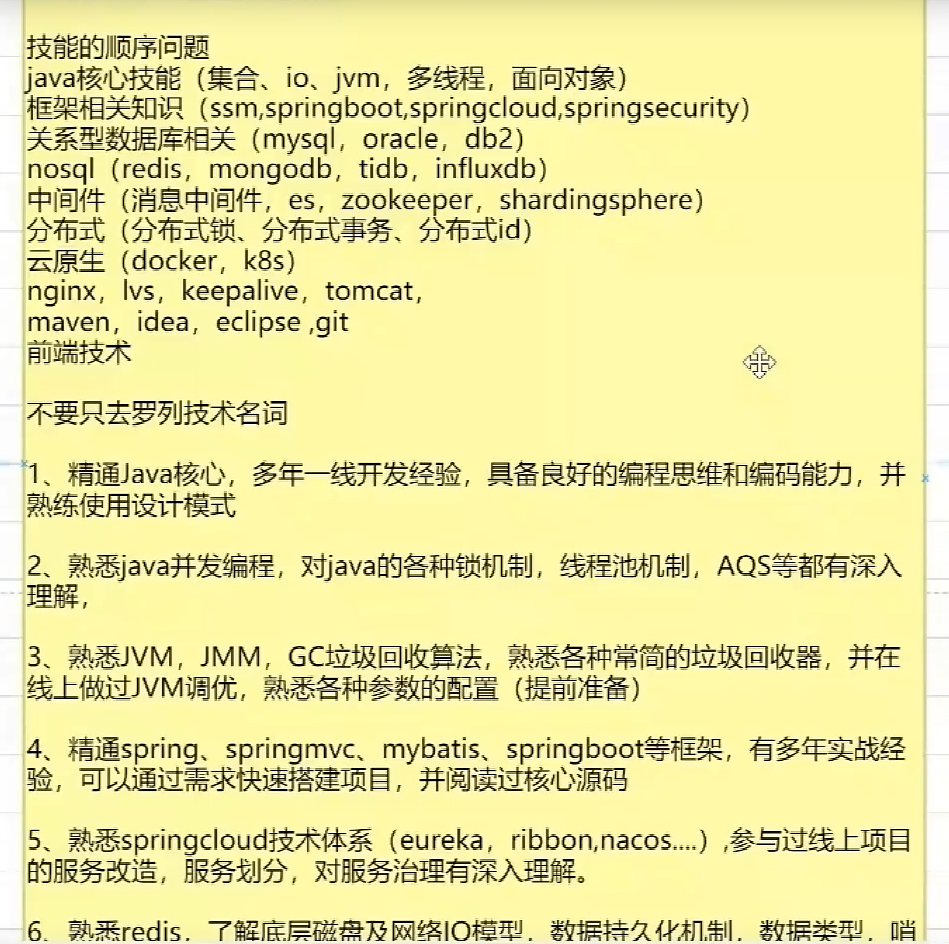 技能的顺序问题
java核心技能（集合、io、jvm，多线程，面向对象）
框架相关知识（ssm,springboot,springcloud,springsecurity）
关系型数据库相关（mysql，oracle，db2）
nosql（redis，mongodb，tidb，influxdb）
中间件（消息中间件，es，zookeeper，shardingsphere）
分布式（分布式锁、分布式事务、分布式id）
云原生（docker，k8s）
nginx，lvs，keepalive，tomcat，
maven，idea，eclipse ,git
前端技术
不要只去罗列技术名词
1、精通Java核心，多年一线开发经验，具备良好的编程思维和编码能力，并
熟练使用设计模式
2、熟悉java并发编程，对java的各种锁机制，线程池机制，AQS等都有深入
理解，
3、熟悉JVM，JMM，GC垃圾回收算法，熟悉各种常简的垃圾回收器，并在
线上做过JVM调优，熟悉各种参数的配置（提前准备）
4、精通spring、springmvc、mybatis、springboot等框架，有多年实战经
验，可以通过需求快速搭建项目，并阅读过核心源码
5、熟悉springcloud技术体系（eureka，ribbon,nacos....）,参与过线上项目
的服务改造，服务划分，对服务治理有深入理解。
6、熟悉redis，了解底层磁盘及网络IO模型，数据持久化机制，数据类型，哨